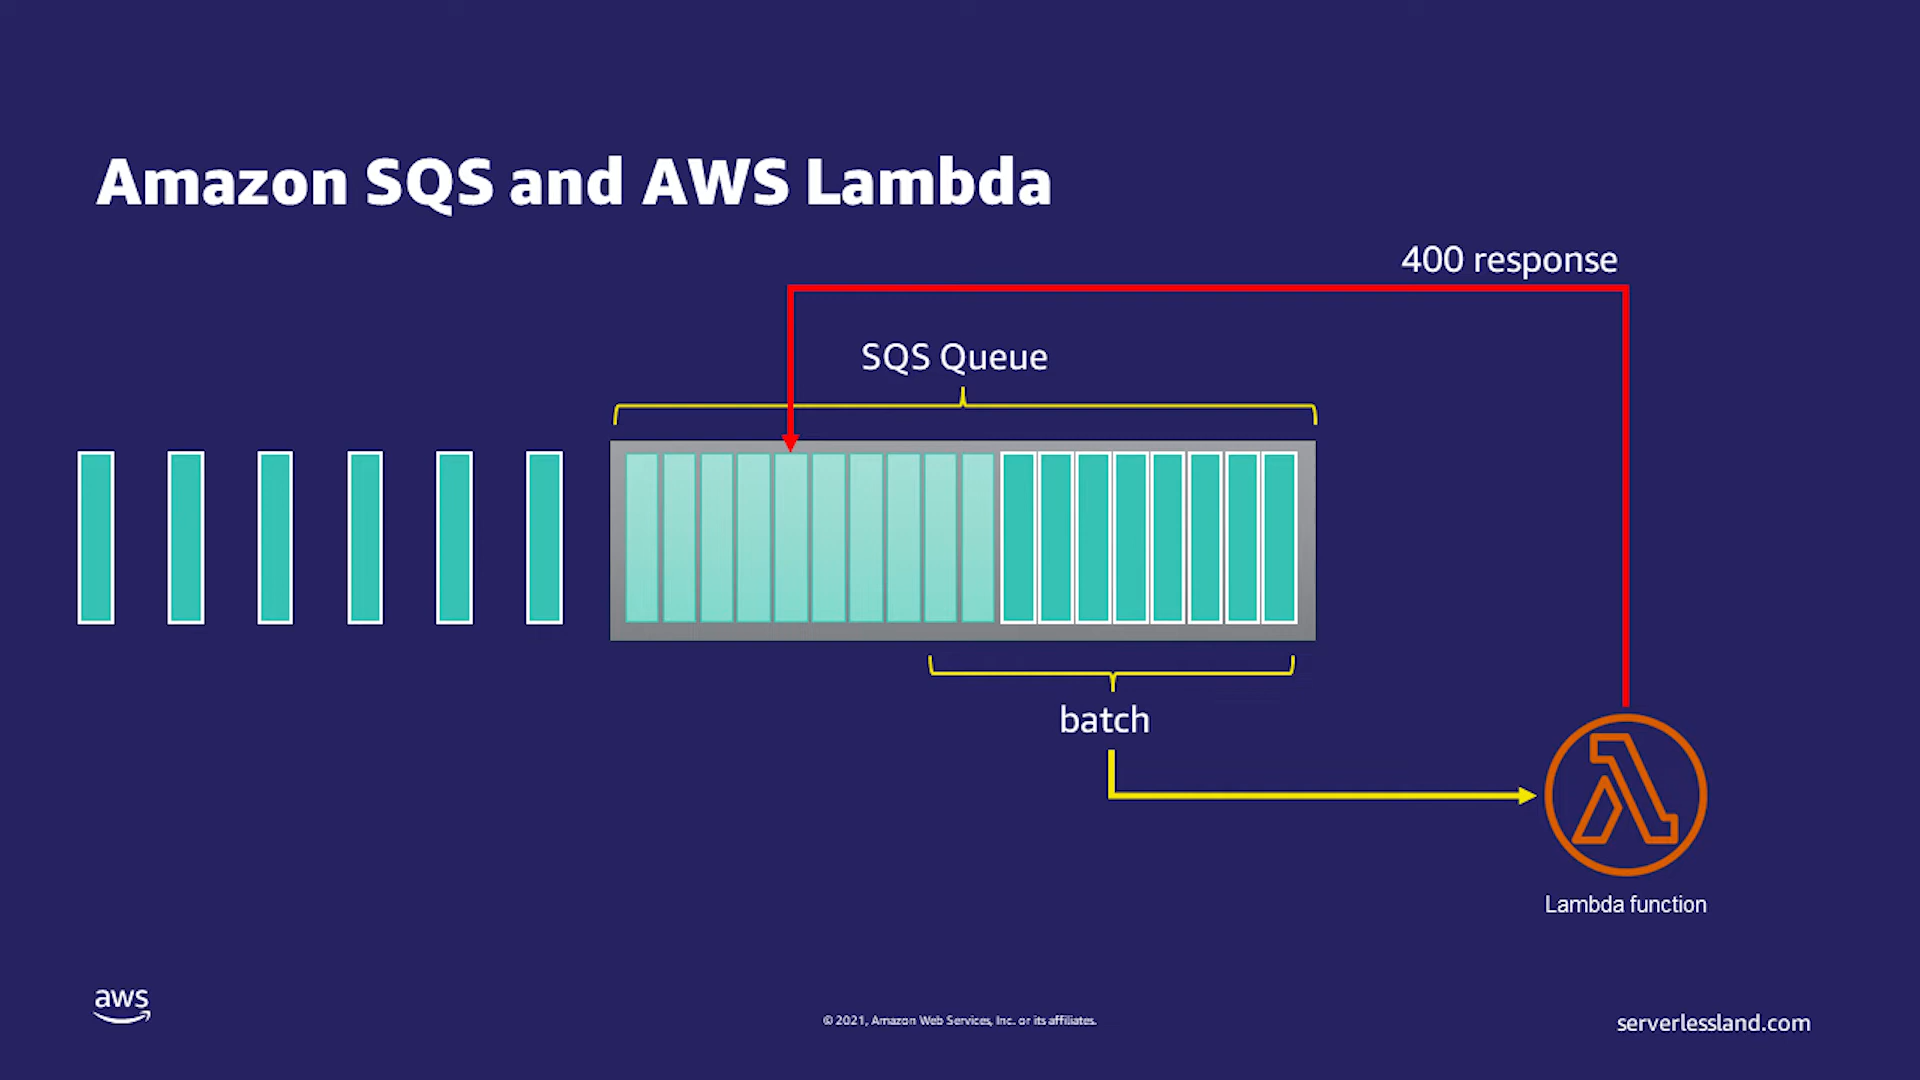 Amazon SQS and AWS Lambda
400 response
SQS Queue
batch
Lambda function
aws
© 2021, Amazon Web Services, Inc. or its affiliates.
serverlessland.com